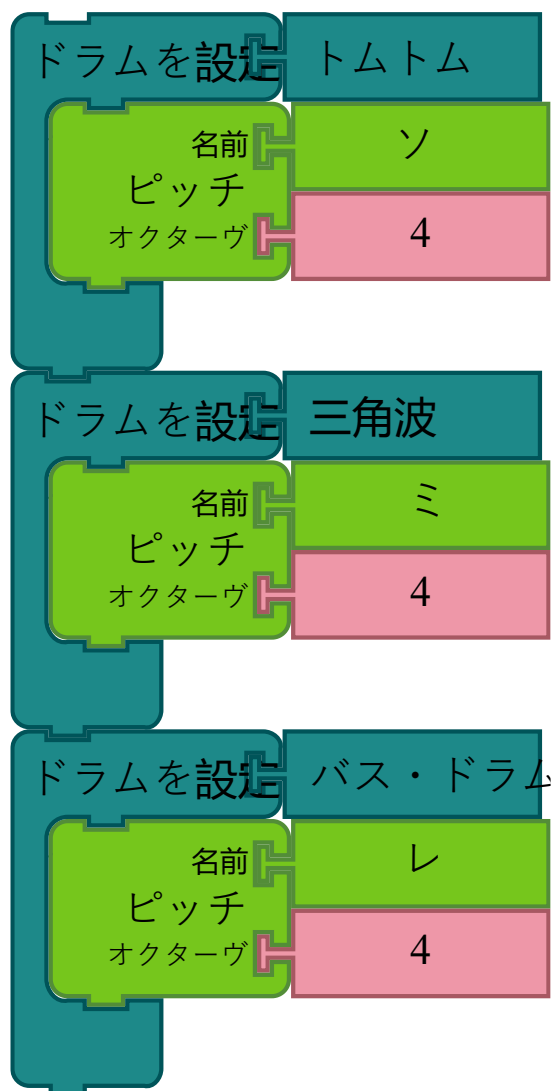 ドラムを設定 トムトム
名前 ソ
ピッチ
オクターヴ 4
ドラムを設定 三角波
名前 ミ
ピッチ
オクターヴ 4
ドラムを設定 バス・ドラム
名前 レ
ピッチ
オクターヴ 4